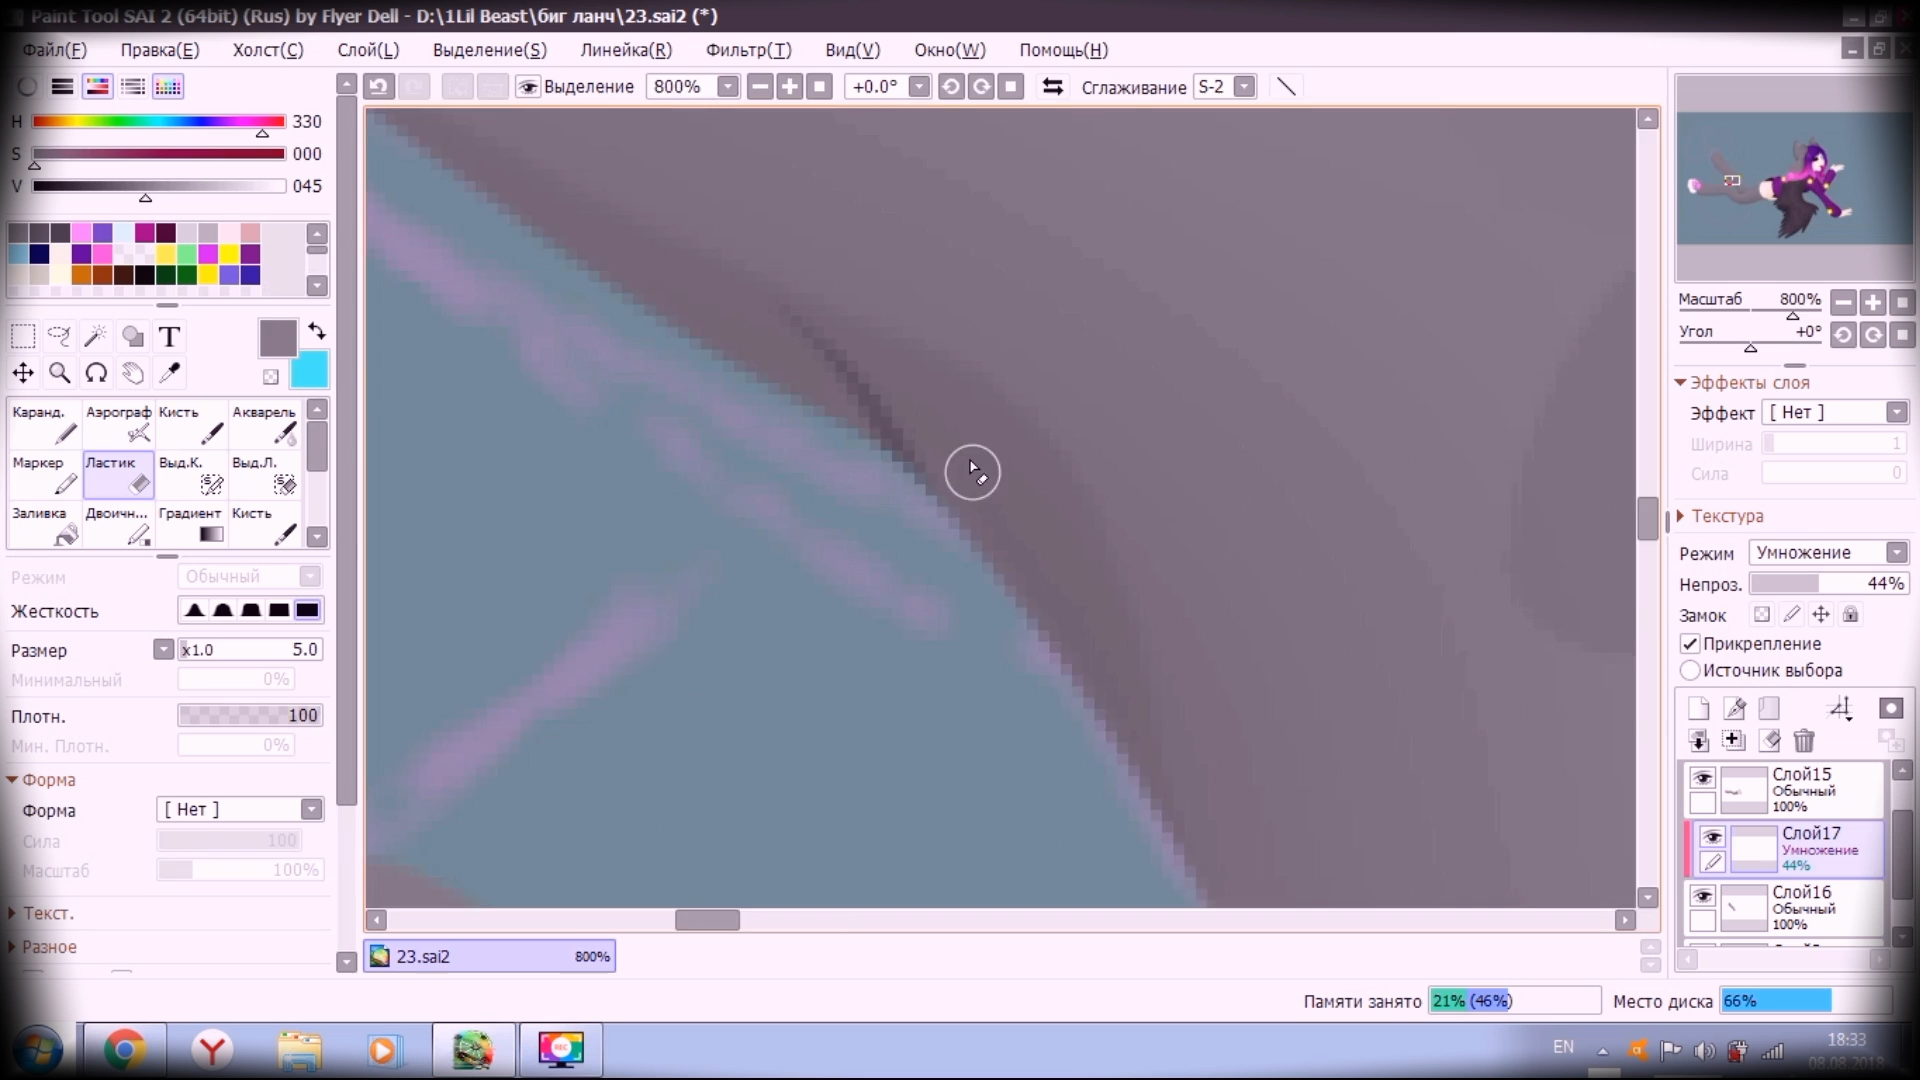 Paint Tool SAI 2 (64bit) (Rus) by Flyer Dell - D:\1Lil Beast\биг ланч\23.sai2 (*)
Файл(F) Правка(E) Холст(C) Слой(L) Выделение(S) Линейка(R) Фильтр(T) Вид(V) Окно(W) Помощь(H)
Выделение 800% +0.0° Сглаживание S-2
H 330
S 000
V 045
T
Каранд. Аэрограф Кисть Акварель
Маркер Ластик Выд.К. Выд.Л.
Заливка Двоичн... Градиент Кисть
Режим Обычный
Жесткость
Размер x1.0 5.0
Минимальный 0%
Плотн. 100
Мин. Плотн. 0%
Форма
Форма [ Нет ]
Сила 100
Масштаб 100%
Текст.
Разное
Масштаб 800%
Угол +0°
Эффекты слоя
Эффект [ Нет ]
Ширина 1
Сила 0
Текстура
Режим Умножение
Непроз. 44%
Замок
Прикрепление
Источник выбора
Слой15
Обычный
100%
Слой17
Умножение
44%
Слой16
Обычный
100%
23.sai2 800%
Памяти занято 21% (46%) Место диска 66%
REC
EN
18:33
08.08.2018